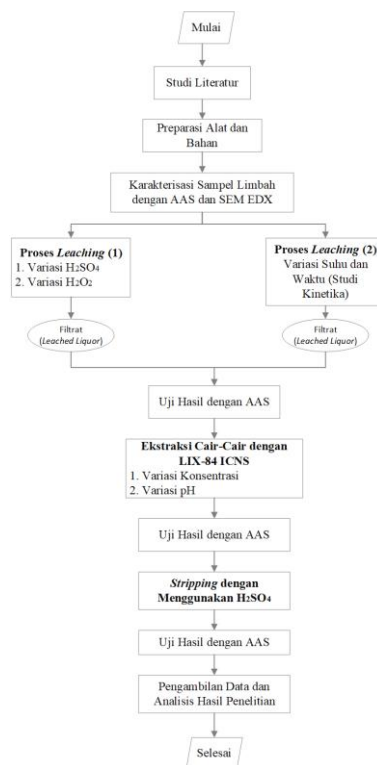 Mulai
Studi Literatur
Preparasi Alat dan
Bahan
Karakterisasi Sampel Limbah
dengan AAS dan SEM EDX
Proses Leaching (1)
1. Variasi H₂SO₄
2. Variasi H₂O₂
Proses Leaching (2)
Variasi Suhu dan
Waktu (Studi
Kinetika)
Filtrat
(Leached Liquor)
Filtrat
(Leached Liquor)
Uji Hasil dengan AAS
Ekstraksi Cair-Cair dengan
LIX-84 ICNS
1. Variasi Konsentrasi
2. Variasi pH
Uji Hasil dengan AAS
Stripping dengan
Menggunakan H₂SO₄
Uji Hasil dengan AAS
Pengambilan Data dan
Analisis Hasil Penelitian
Selesai